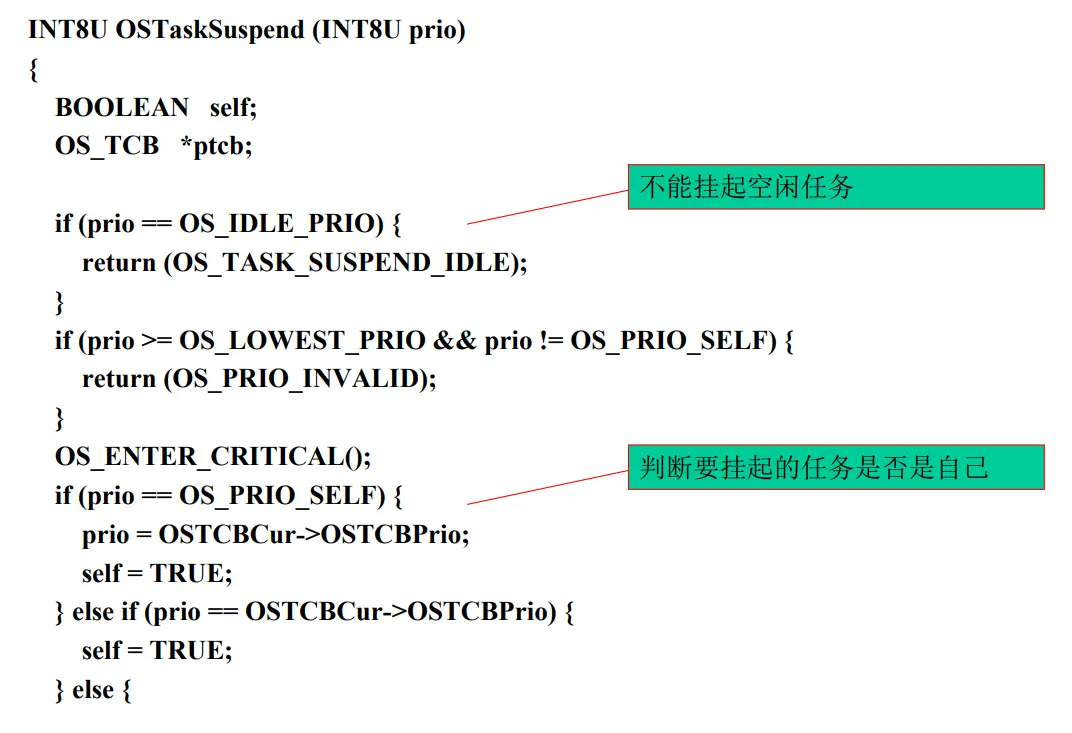 INT8U OSTaskSuspend (INT8U prio)
{
BOOLEAN self;
OS_TCB *ptcb;
不能挂起空闲任务
if (prio == OS_IDLE_PRIO) {
return (OS_TASK_SUSPEND_IDLE);
}
if (prio >= OS_LOWEST_PRIO && prio != OS_PRIO_SELF) {
return (OS_PRIO_INVALID);
}
OS_ENTER_CRITICAL();
判断要挂起的任务是否是自己
if (prio == OS_PRIO_SELF) {
prio = OSTCBCur->OSTCBPrio;
self = TRUE;
} else if (prio == OSTCBCur->OSTCBPrio) {
self = TRUE;
} else {